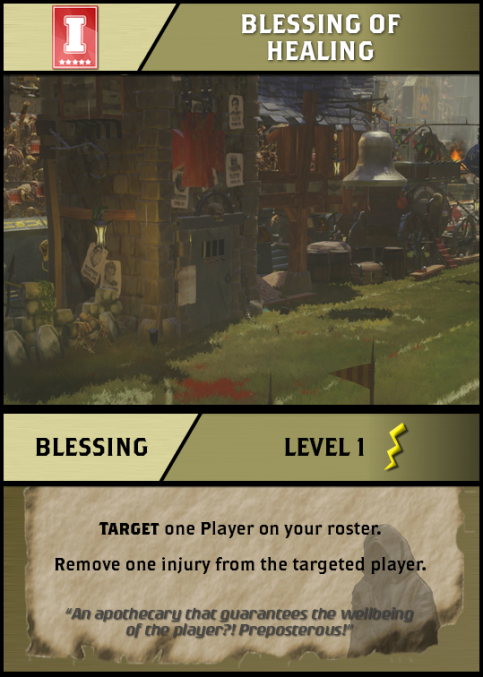 I
BLESSING OF
HEALING
BLESSING
LEVEL 1
TARGET one Player on your roster.
Remove one injury from the targeted player.
"An apothecary that guarantees the wellbeing
of the player?! Preposterous!"